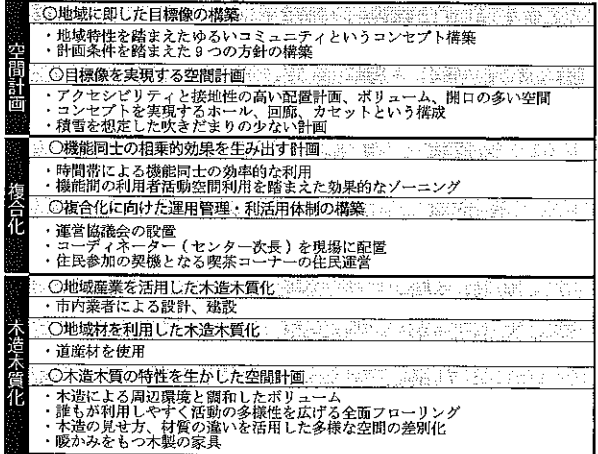 空間計画
○地域に即した目標像の構築
・地域特性を踏まえたゆるいコミュニティというコンセプト構築
・計画条件を踏まえた9つの方針の構築
○目標像を実現する空間計画
・アクセシビリティと接地性の高い配置計画、ボリューム、開口の多い空間
・コンセプトを実現するホール、回廊、カセットという構成
・積雪を想定した吹きだまりの少ない計画
複合化
○機能同士の相乗的効果を生み出す計画
・時間帯による機能同士の効率的な利用
・機能間の利用者活動空間利用を踏まえた効果的なゾーニング
○複合化に向けた運用管理・利活用体制の構築
・運営協議会の設置
・コーディネーター(センター次長)を現場に配置
・住民参加の契機となる喫茶コーナーの住民運営
木造木質化
○地域産業を活用した木造木質化
・市内業者による設計、建設
○地域材を利用した木造木質化
・道産材を使用
○木造木質の特性を生かした空間計画
・木造による周辺環境と調和したボリューム
・誰もが利用しやすく活動の多様性を広げる全面フローリング
・木造の見せ方、材質の違いを活用した多様な空間の差別化
・暖かみをもつ木製の家具